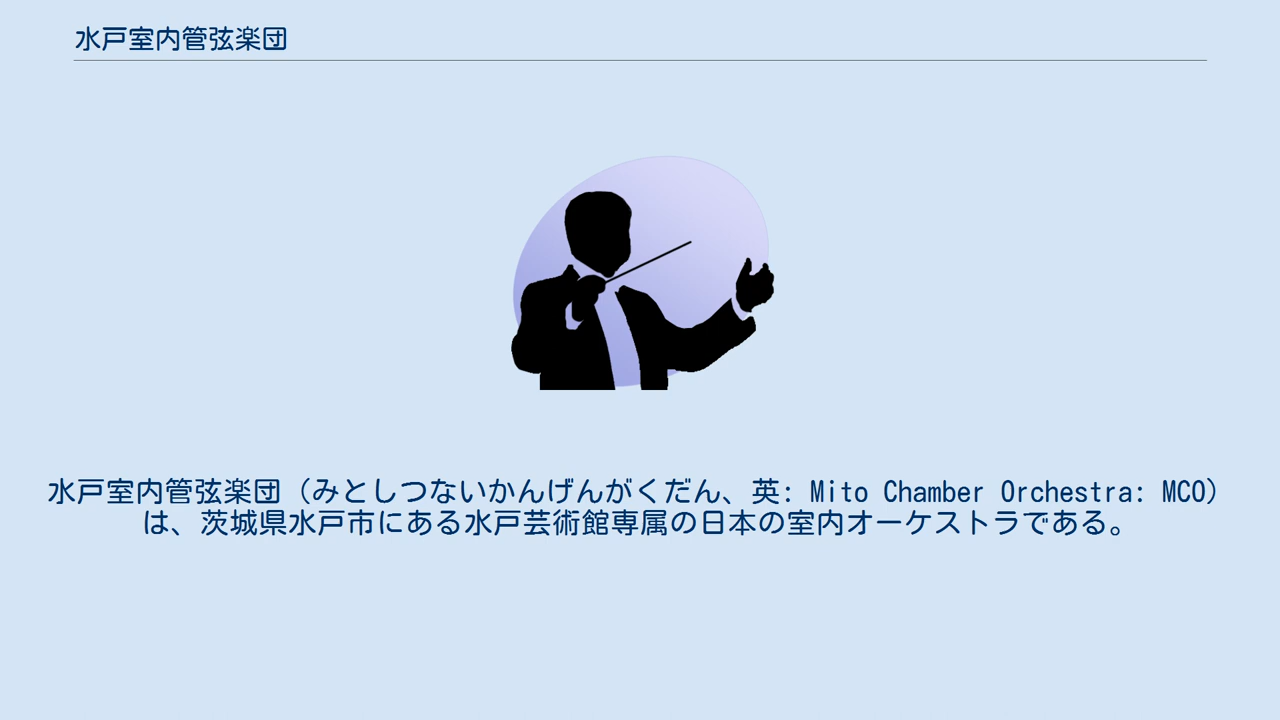 水戸室内管弦楽団
水戸室内管弦楽団（みとしつないかんげんがくだん、英: Mito Chamber Orchestra: MCO）
は、茨城県水戸市にある水戸芸術館専属の日本の室内オーケストラである。